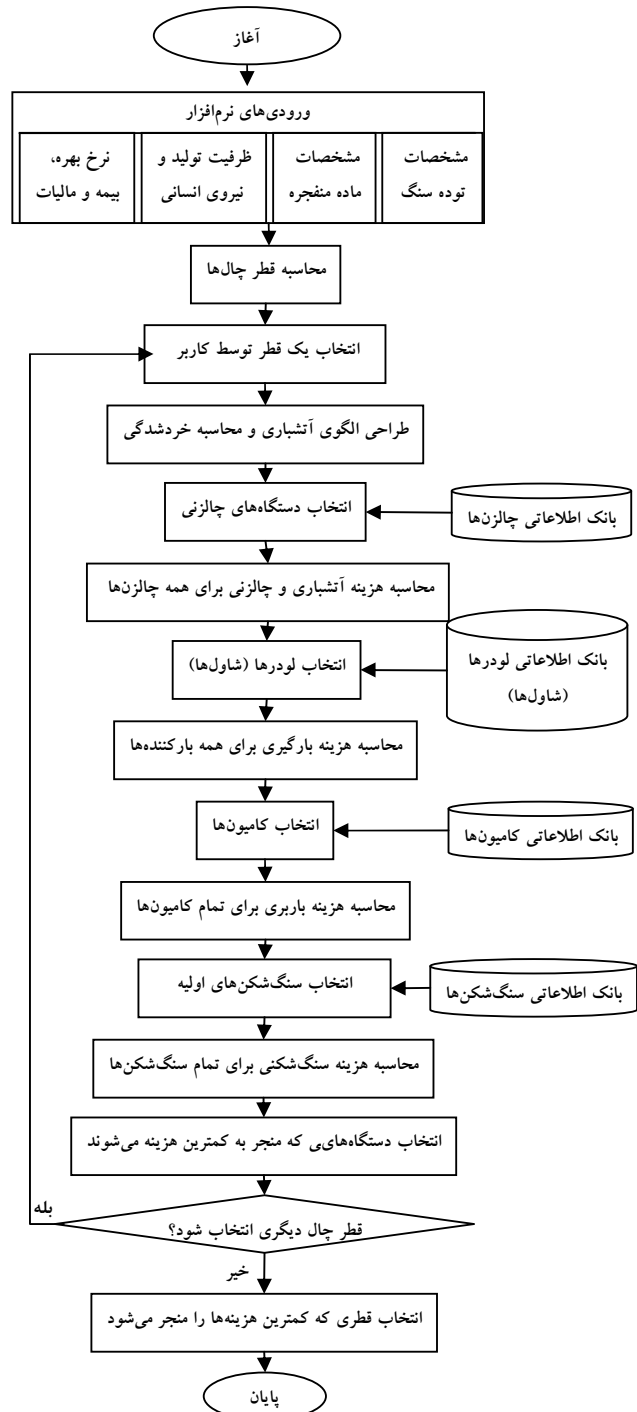 آغاز
ورودی‌های نرم‌افزار
مشخصات
توده سنگ
مشخصات
ماده منفجره
ظرفیت تولید و
نیروی انسانی
نرخ بهره،
بیمه و مالیات
محاسبه قطر چال‌ها
انتخاب یک قطر توسط کاربر
طراحی الگوی آتشباری و محاسبه خردشدگی
انتخاب دستگاه‌های چالزنی
بانک اطلاعاتی چالزن‌ها
محاسبه هزینه آتشباری و چالزنی برای همه چالزن‌ها
انتخاب لودرها (شاول‌ها)
بانک اطلاعاتی لودرها
(شاول‌ها)
محاسبه هزینه بارگیری برای همه بارکننده‌ها
انتخاب کامیون‌ها
بانک اطلاعاتی کامیون‌ها
محاسبه هزینه باربری برای تمام کامیون‌ها
انتخاب سنگ‌شکن‌های اولیه
بانک اطلاعاتی سنگ‌شکن‌ها
محاسبه هزینه سنگ‌شکنی برای تمام سنگ‌شکن‌ها
انتخاب دستگاه‌هایی که منجر به کمترین هزینه می‌شوند
قطر چال دیگری انتخاب شود؟
بله
خیر
انتخاب قطری که کمترین هزینه‌ها را منجر می‌شود
پایان